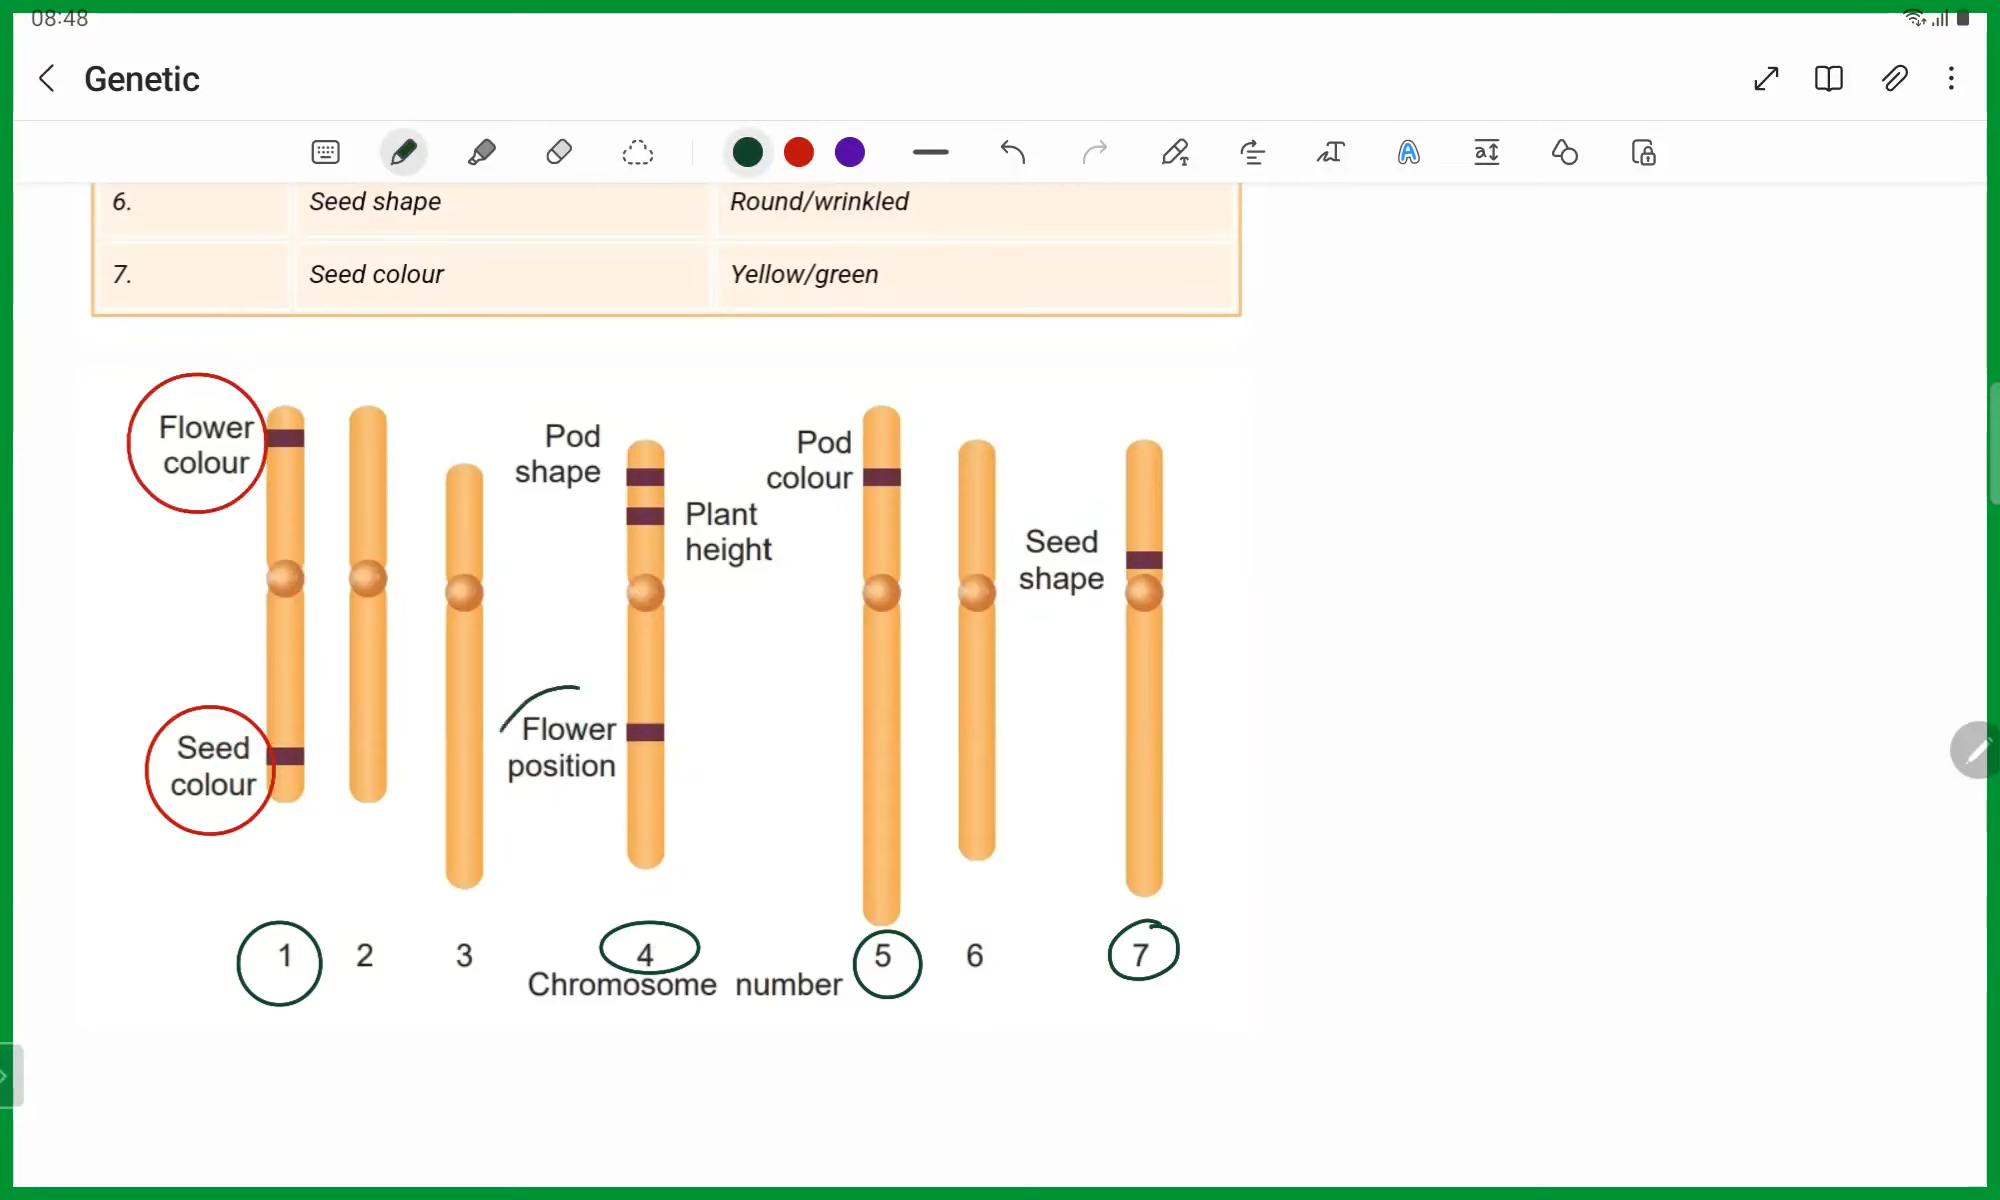 08:48
Genetic
6. Seed shape Round/wrinkled
7. Seed colour Yellow/green
Flower
colour
Pod
shape
Plant
height
Pod
colour
Seed
shape
Flower
position
Seed
colour
1 2 3 4 5 6 7
Chromosome number